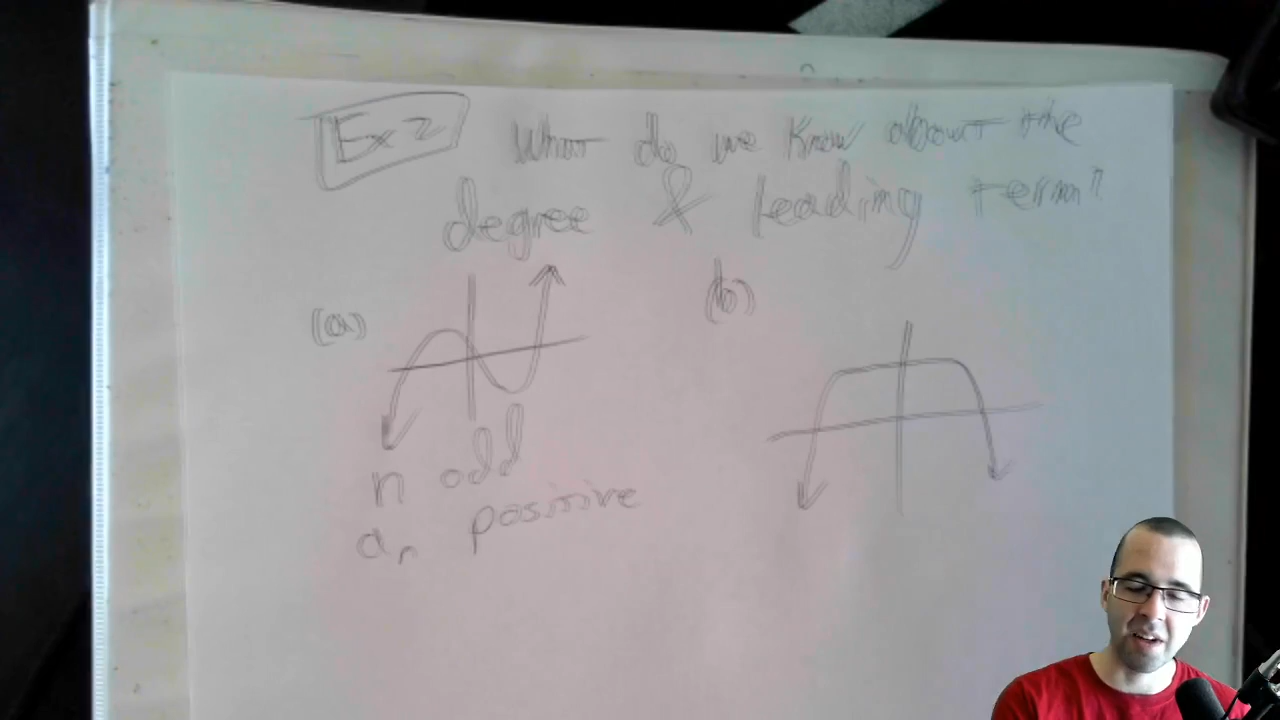 Ex 2 What do we know about the
degree & leading term?
(a) (b)
n odd
an positive